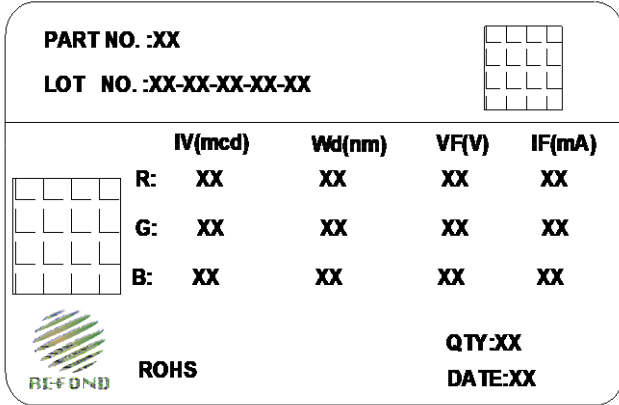 PART NO. :XX
LOT NO. :XX-XX-XX-XX-XX
IV(mcd) Wd(nm) VF(V) IF(mA)
R: XX XX XX XX
G: XX XX XX XX
B: XX XX XX XX
QTY:XX
REFOND ROHS DATE:XX